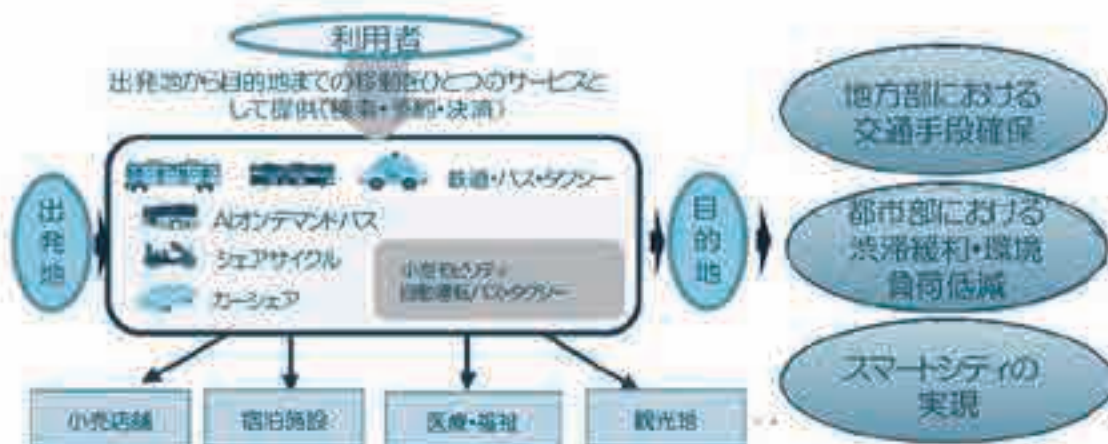 利用者
出発地から目的地までの移動をひとつのサービスと
して提供(検索・予約・決済)
出発地
鉄道・バス・タクシー
AIオンデマンドバス
シェアサイクル
カーシェア
小型モビリティ
自動運転バス・タクシー
目的地
地方部における
交通手段確保
都市部における
渋滞緩和・環境
負荷低減
スマートシティの
実現
小売店舗
宿泊施設
医療・福祉
観光地